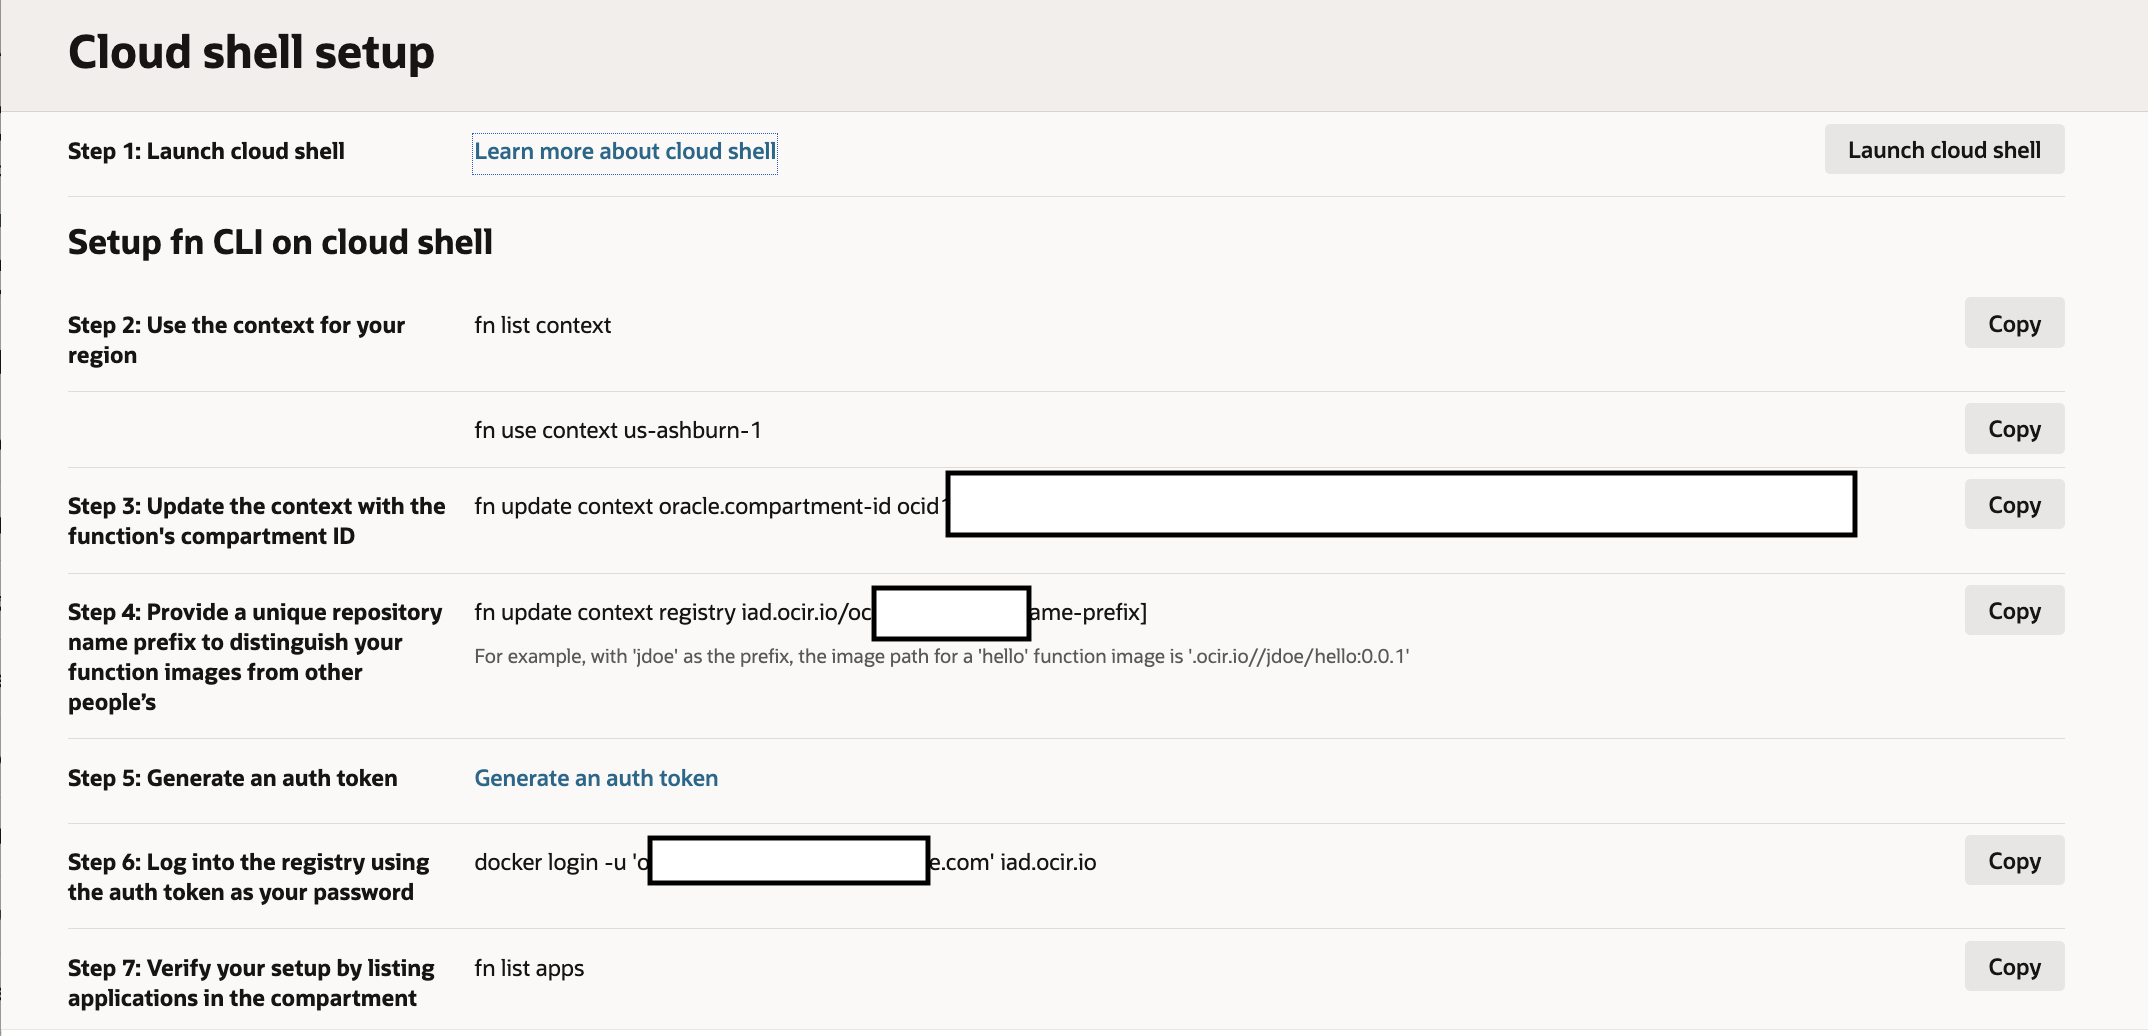 Cloud shell setup
Step 1: Launch cloud shell
Learn more about cloud shell
Launch cloud shell
Setup fn CLI on cloud shell
Step 2: Use the context for your
region
fn list context
Copy
fn use context us-ashburn-1
Copy
Step 3: Update the context with the
function's compartment ID
fn update context oracle.compartment-id ocid1
Copy
Step 4: Provide a unique repository
name prefix to distinguish your
function images from other
people’s
fn update context registry iad.ocir.io/oc ame-prefix]
For example, with 'jdoe' as the prefix, the image path for a 'hello' function image is '.ocir.io//jdoe/hello:0.0.1'
Copy
Step 5: Generate an auth token
Generate an auth token
Step 6: Log into the registry using
the auth token as your password
docker login -u 'o e.com' iad.ocir.io
Copy
Step 7: Verify your setup by listing
applications in the compartment
fn list apps
Copy